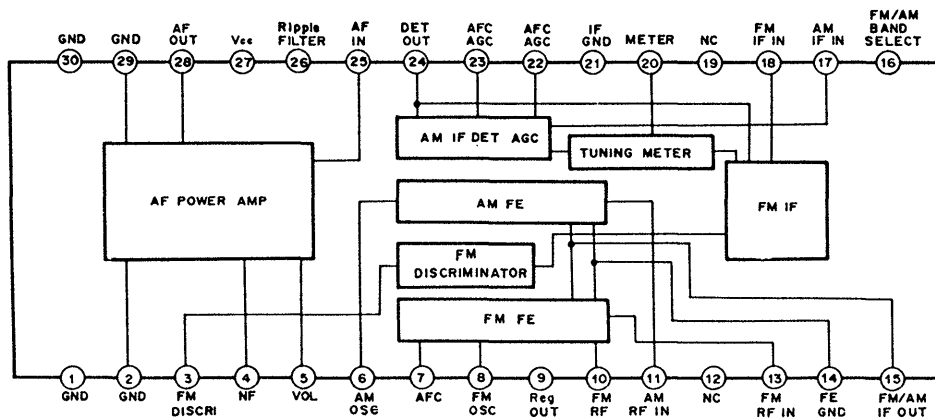 GND
GND
AF
OUT
Vcc
Ripple
FILTER
AF
IN
DET
OUT
AFC
AGC
AFC
AGC
IF
GND
METER
NC
FM
IF IN
AM
IF IN
FM/AM
BAND
SELECT
30
29
28
27
26
25
24
23
22
21
20
19
18
17
16
AM IF DET AGC
TUNING METER
AF POWER AMP
AM FE
FM IF
FM
DISCRIMINATOR
FM FE
1
2
3
4
5
6
7
8
9
10
11
12
13
14
15
GND
GND
FM
DISCRI
NF
VOL
AM
OSG
AFC
FM
OSC
Reg
OUT
FM
RF
AM
RF IN
NC
FM
RF IN
FE
GND
FM/AM
IF OUT